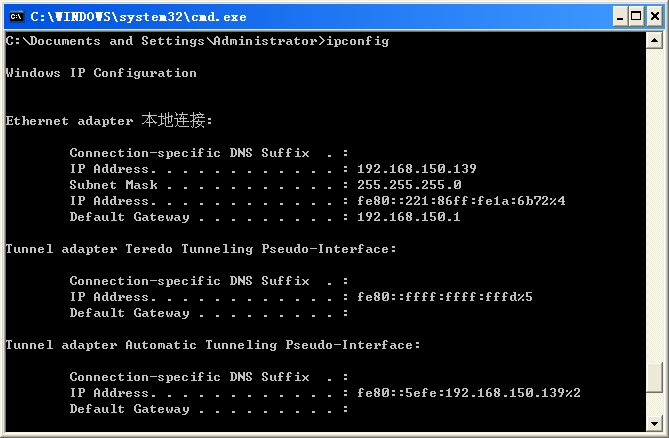 C:\WINDOWS\system32\cmd.exe
C:\Documents and Settings\Administrator>ipconfig
Windows IP Configuration
Ethernet adapter 本地连接:
Connection-specific DNS Suffix  . :
IP Address. . . . . . . . . . . . : 192.168.150.139
Subnet Mask . . . . . . . . . . . : 255.255.255.0
IP Address. . . . . . . . . . . . : fe80::221:86ff:fe1a:6b72%4
Default Gateway . . . . . . . . . : 192.168.150.1
Tunnel adapter Teredo Tunneling Pseudo-Interface:
Connection-specific DNS Suffix  . :
IP Address. . . . . . . . . . . . : fe80::ffff:ffff:fffd%5
Default Gateway . . . . . . . . . :
Tunnel adapter Automatic Tunneling Pseudo-Interface:
Connection-specific DNS Suffix  . :
IP Address. . . . . . . . . . . . : fe80::5efe:192.168.150.139%2
Default Gateway . . . . . . . . . :